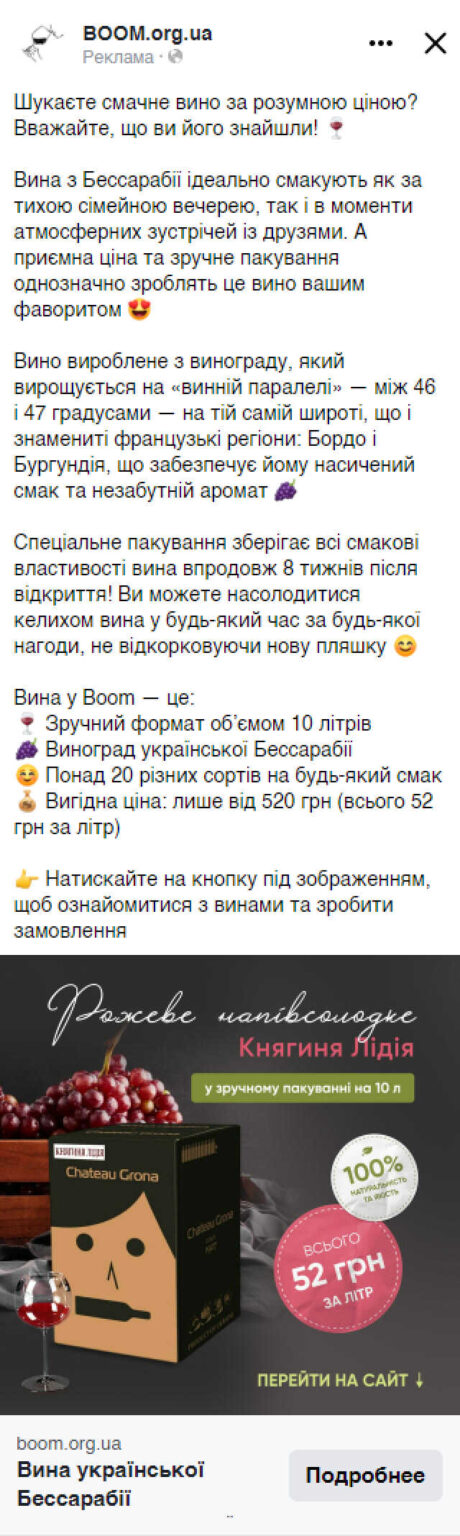 BOOM.org.ua
Реклама ·
Шукаєте смачне вино за розумною ціною?
Вважайте, що ви його знайшли! 🍷
Вина з Бессарабії ідеально смакують як за
тихою сімейною вечерею, так і в моменти
атмосферних зустрічей із друзями. А
приємна ціна та зручне пакування
однозначно зроблять це вино вашим
фаворитом 😍
Вино вироблене з винограду, який
вирощується на «винній паралелі» — між 46
і 47 градусами — на тій самій широті, що і
знамениті французькі регіони: Бордо і
Бургундія, що забезпечує йому насичений
смак та незабутній аромат 🍇
Спеціальне пакування зберігає всі смакові
властивості вина впродовж 8 тижнів після
відкриття! Ви можете насолодитися
келихом вина у будь-який час за будь-якої
нагоди, не відкорковуючи нову пляшку 😊
Вина у Boom — це:
🍷 Зручний формат об’ємом 10 літрів
🍇 Виноград української Бессарабії
😊 Понад 20 різних сортів на будь-який смак
💰 Вигідна ціна: лише від 520 грн (всього 52
грн за літр)
👉 Натискайте на кнопку під зображенням,
щоб ознайомитися з винами та зробити
замовлення
Рожеве напівсолодке
Княгиня Лідія
у зручному пакуванні на 10 л
КНЯГИНЯ ЛІДІЯ
Chateau Grona
Chateau Grona
100%
НАТУРАЛЬНІСТЬ
ТА ЯКІСТЬ
ВСЬОГО
52 грн
ЗА ЛІТР
ПЕРЕЙТИ НА САЙТ ↓
boom.org.ua
Вина української
Бессарабії
Подробнее